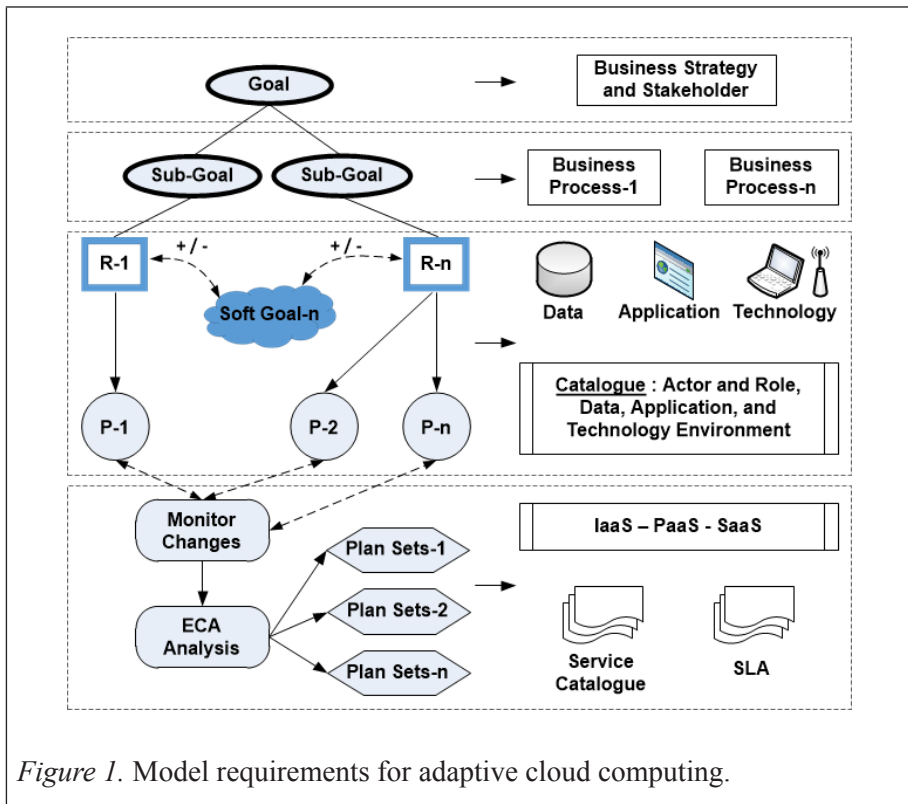 Goal
Business Strategy
and Stakeholder
Sub-Goal
Sub-Goal
Business
Process-1
Business
Process-n
R-1
+ / -
+ / -
R-n
Soft Goal-n
Data
Application
Technology
P-1
P-2
P-n
Catalogue : Actor and Role,
Data, Application, and
Technology Environment
Monitor
Changes
ECA
Analysis
Plan Sets-1
Plan Sets-2
Plan Sets-n
IaaS – PaaS - SaaS
Service
Catalogue
SLA
Figure 1. Model requirements for adaptive cloud computing.